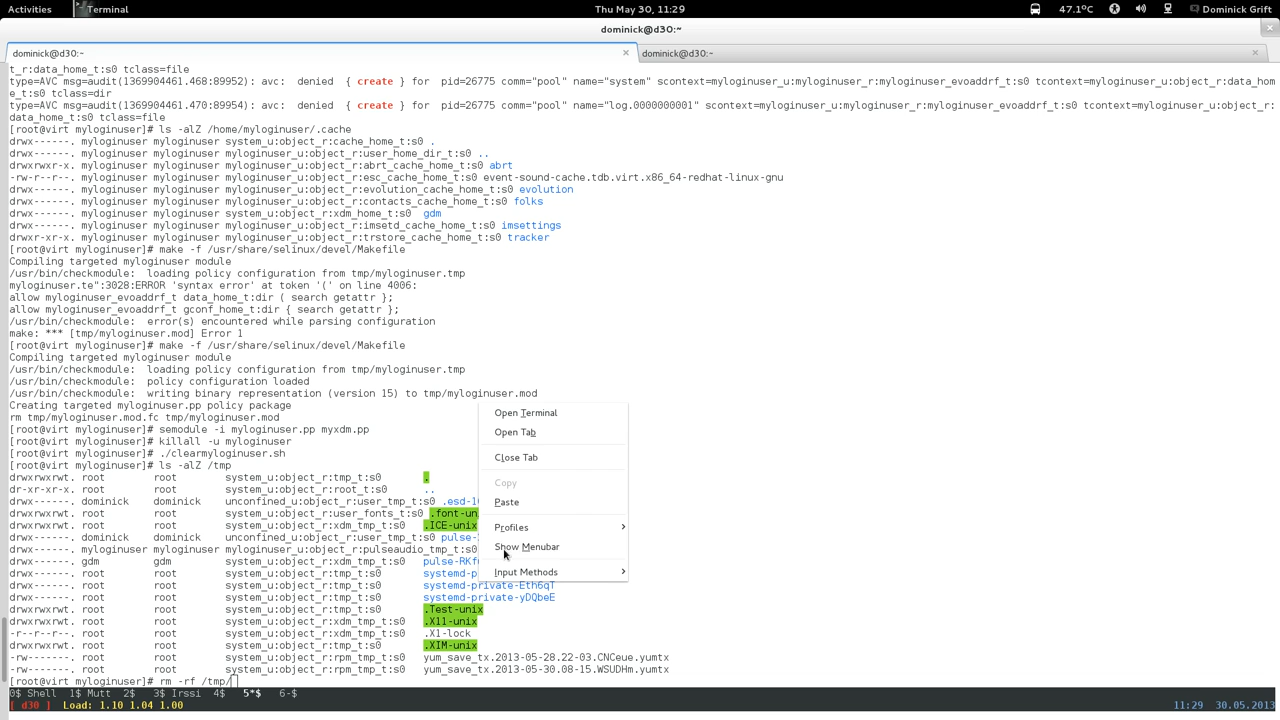 Activities Terminal Thu May 30, 11:29 47.1°C Dominick Grift
dominick@d30:~
dominick@d30:~ × dominick@d30:~ ×
t_r:data_home_t:s0 tclass=file
type=AVC msg=audit(1369904461.468:89952): avc:  denied  { create } for  pid=26775 comm="pool" name="system" scontext=myloginuser_u:myloginuser_r:myloginuser_evoaddrf_t:s0 tcontext=myloginuser_u:object_r:data_hom
e_t:s0 tclass=dir
type=AVC msg=audit(1369904461.470:89954): avc:  denied  { create } for  pid=26775 comm="pool" name="log.0000000001" scontext=myloginuser_u:myloginuser_r:myloginuser_evoaddrf_t:s0 tcontext=myloginuser_u:object_r:
data_home_t:s0 tclass=file
[root@virt myloginuser]# ls -alZ /home/myloginuser/.cache
drwx------. myloginuser myloginuser system_u:object_r:cache_home_t:s0 .
drwx------. myloginuser myloginuser myloginuser_u:object_r:user_home_dir_t:s0 ..
drwxrwxr-x. myloginuser myloginuser myloginuser_u:object_r:abrt_cache_home_t:s0 abrt
-rw-r--r--. myloginuser myloginuser myloginuser_u:object_r:esc_cache_home_t:s0 event-sound-cache.tdb.virt.x86_64-redhat-linux-gnu
drwx------. myloginuser myloginuser myloginuser_u:object_r:evolution_cache_home_t:s0 evolution
drwx------. myloginuser myloginuser myloginuser_u:object_r:contacts_cache_home_t:s0 folks
drwx------. myloginuser myloginuser system_u:object_r:xdm_home_t:s0  gdm
drwx------. myloginuser myloginuser myloginuser_u:object_r:imsetd_cache_home_t:s0 imsettings
drwxr-xr-x. myloginuser myloginuser myloginuser_u:object_r:trstore_cache_home_t:s0 tracker
[root@virt myloginuser]# make -f /usr/share/selinux/devel/Makefile
Compiling targeted myloginuser module
/usr/bin/checkmodule:  loading policy configuration from tmp/myloginuser.tmp
myloginuser.te":3028:ERROR 'syntax error' at token '(' on line 4006:
allow myloginuser_evoaddrf_t data_home_t:dir ( search getattr };
allow myloginuser_evoaddrf_t gconf_home_t:dir { search getattr };
/usr/bin/checkmodule:  error(s) encountered while parsing configuration
make: *** [tmp/myloginuser.mod] Error 1
[root@virt myloginuser]# make -f /usr/share/selinux/devel/Makefile
Compiling targeted myloginuser module
/usr/bin/checkmodule:  loading policy configuration from tmp/myloginuser.tmp
/usr/bin/checkmodule:  policy configuration loaded
/usr/bin/checkmodule:  writing binary representation (version 15) to tmp/myloginuser.mod
Creating targeted myloginuser.pp policy package
rm tmp/myloginuser.mod.fc tmp/myloginuser.mod
[root@virt myloginuser]# semodule -i myloginuser.pp myxdm.pp
[root@virt myloginuser]# killall -u myloginuser
[root@virt myloginuser]# ./clearmyloginuser.sh
[root@virt myloginuser]# ls -alZ /tmp
drwxrwxrwt. root        root        system_u:object_r:tmp_t:s0       .
dr-xr-xr-x. root        root        system_u:object_r:root_t:s0      ..
drwx------. dominick    dominick    unconfined_u:object_r:user_tmp_t:s0 .esd-1
drwxrwxrwt. root        root        system_u:object_r:user_fonts_t:s0 .font-un
drwxrwxrwt. root        root        system_u:object_r:xdm_tmp_t:s0   .ICE-unix
drwx------. dominick    dominick    unconfined_u:object_r:user_tmp_t:s0 pulse-
drwx------. myloginuser myloginuser myloginuser_u:object_r:pulseaudio_tmp_t:s0
drwx------. gdm         gdm         system_u:object_r:xdm_tmp_t:s0   pulse-RKf
drwx------. root        root        system_u:object_r:tmp_t:s0       systemd-p
drwx------. root        root        system_u:object_r:tmp_t:s0       systemd-private-Eth6qT
drwx------. root        root        system_u:object_r:tmp_t:s0       systemd-private-yDQbeE
drwxrwxrwt. root        root        system_u:object_r:tmp_t:s0       .Test-unix
drwxrwxrwt. root        root        system_u:object_r:xdm_tmp_t:s0   .X11-unix
-r--r--r--. root        root        system_u:object_r:xdm_tmp_t:s0   .X1-lock
drwxrwxrwt. root        root        system_u:object_r:tmp_t:s0       .XIM-unix
-rw-------. root        root        system_u:object_r:rpm_tmp_t:s0   yum_save_tx.2013-05-28.22-03.CNCeue.yumtx
-rw-------. root        root        system_u:object_r:rpm_tmp_t:s0   yum_save_tx.2013-05-30.08-15.WSUDHm.yumtx
[root@virt myloginuser]# rm -rf /tmp/
Open Terminal
Open Tab
Close Tab
Copy
Paste
Profiles
Show Menubar
Input Methods
0$ Shell  1$ Mutt  2$  3$ Irssi  4$  5*$  6-$
[ d30 ]  Load: 1.10 1.04 1.00 11:29  30.05.2013